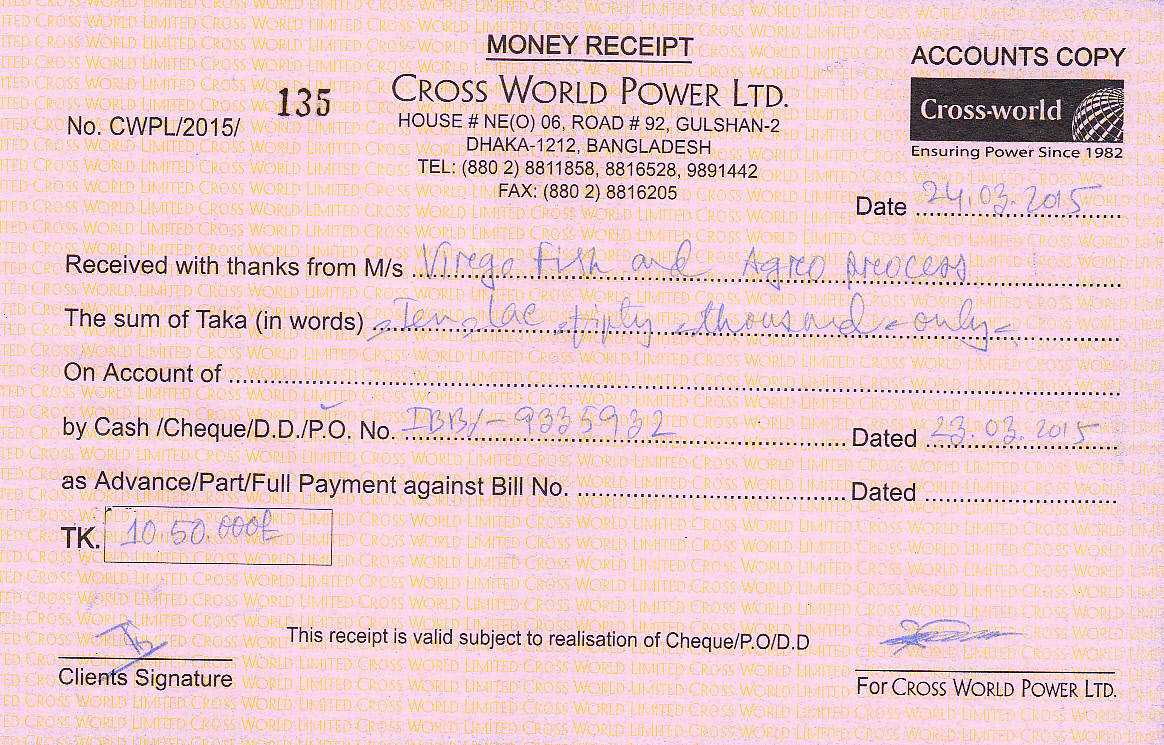 MONEY RECEIPT
ACCOUNTS COPY
CROSS WORLD POWER LTD.
Cross-world
Ensuring Power Since 1982
No. CWPL/2015/ 135
HOUSE # NE(O) 06, ROAD # 92, GULSHAN-2
DHAKA-1212, BANGLADESH
TEL: (880 2) 8811858, 8816528, 9891442
FAX: (880 2) 8816205
Date 24.03.2015
Received with thanks from M/s Virgo Fish and Agro process
The sum of Taka (in words) Ten lac fifty thousand only
On Account of
by Cash /Cheque/D.D./P.O. No. IBBL-9335932 Dated 23.03.2015
as Advance/Part/Full Payment against Bill No. Dated
TK. 10.50.000/-
This receipt is valid subject to realisation of Cheque/P.O/D.D
Clients Signature
For CROSS WORLD POWER LTD.